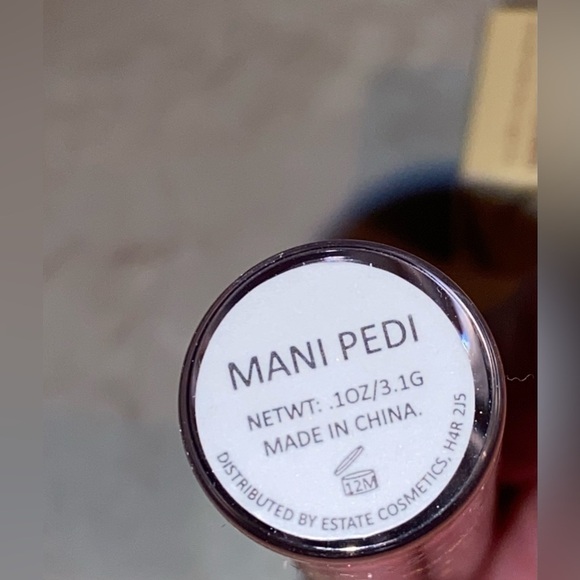 MANI PEDI
NETWT: .1OZ/3.1G
MADE IN CHINA.
12M
DISTRIBUTED BY ESTATE COSMETICS, H4R 2J5